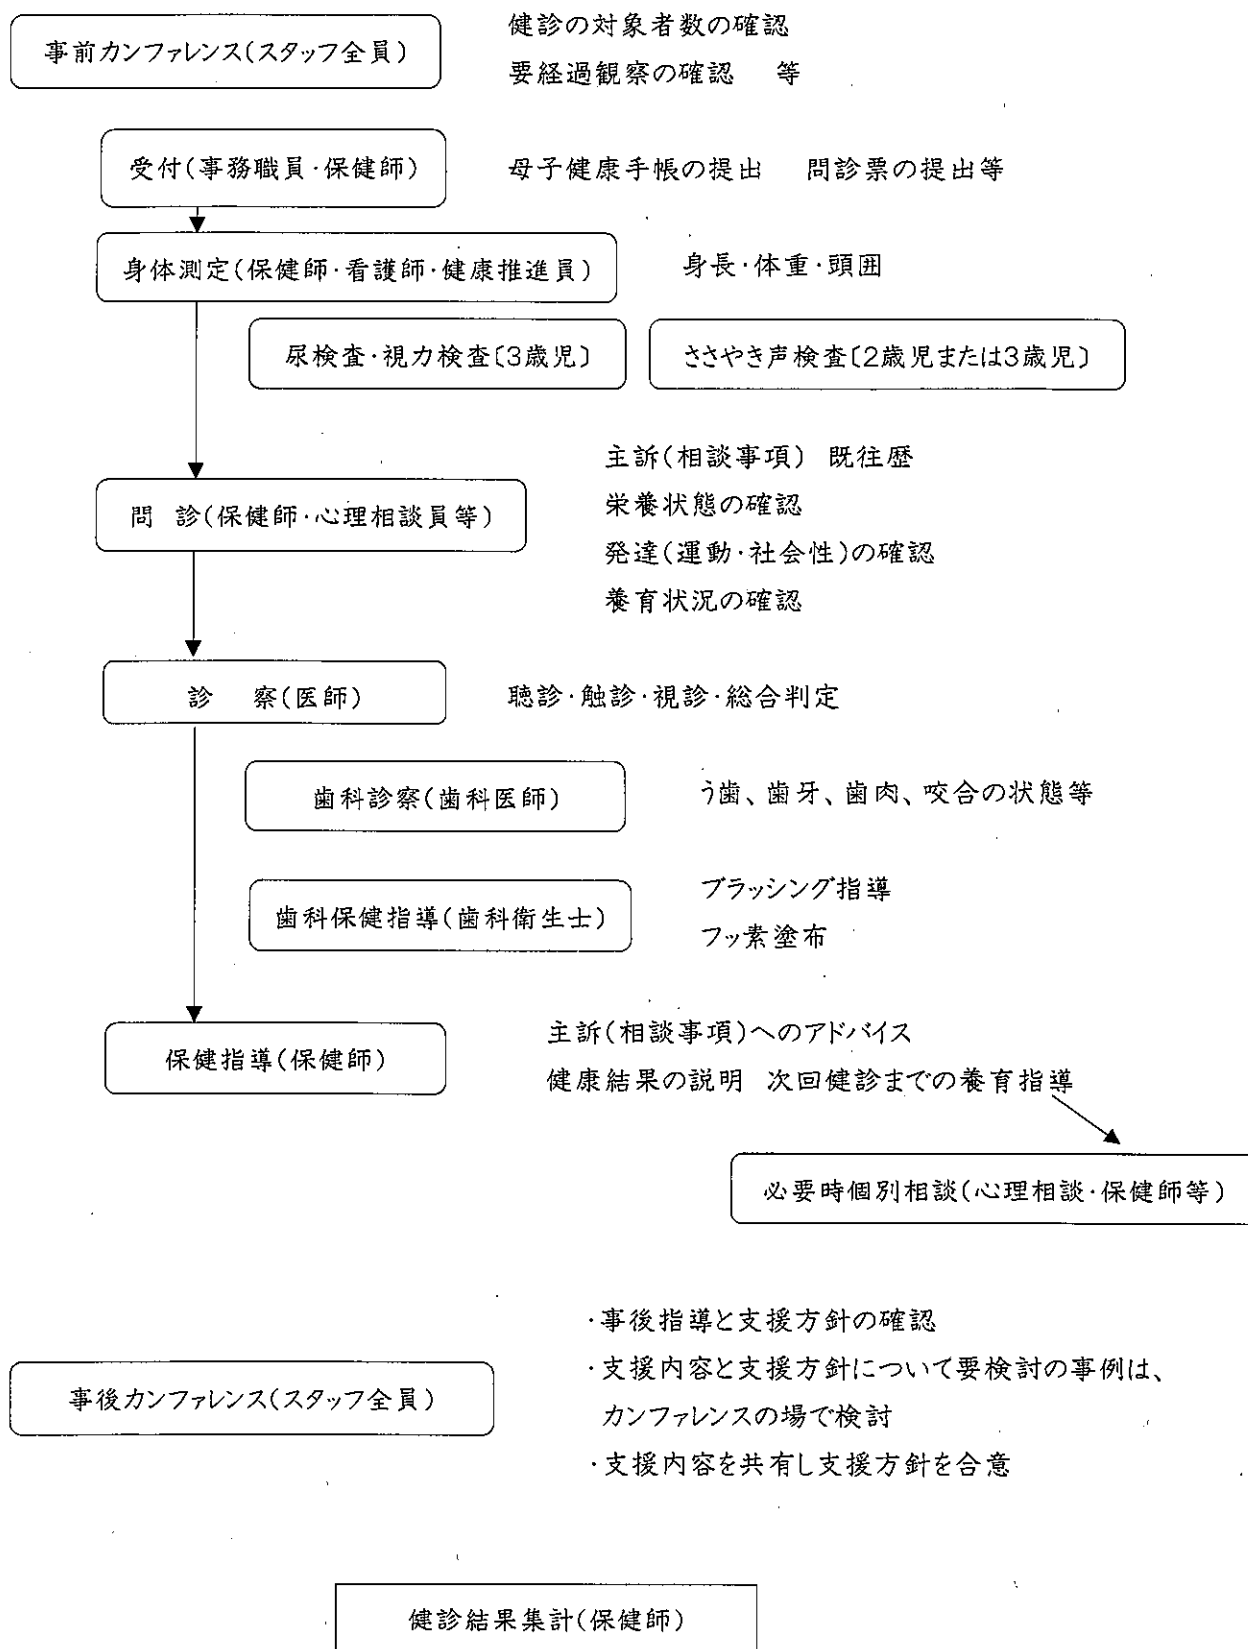 事前カンファレンス(スタッフ全員)
健診の対象者数の確認
要経過観察の確認　等
受付(事務職員·保健師)
母子健康手帳の提出　問診票の提出等
身体測定(保健師·看護師·健康推進員)
身長·体重·頭囲
尿検査·視力検査〔3歳児〕
ささやき声検査〔2歳児または3歳児〕
問 診(保健師·心理相談員等)
主訴(相談事項) 既往歴
栄養状態の確認
発達(運動·社会性)の確認
養育状況の確認
診　察(医師)
聴診·触診·視診·総合判定
歯科診察(歯科医師)
う歯、歯牙、歯肉、咬合の状態等
歯科保健指導(歯科衛生士)
ブラッシング指導
フッ素塗布
保健指導(保健師)
主訴(相談事項)へのアドバイス
健康結果の説明 次回健診までの養育指導
必要時個別相談(心理相談·保健師等)
事後カンファレンス(スタッフ全員)
·事後指導と支援方針の確認
·支援内容と支援方針について要検討の事例は、
カンファレンスの場で検討
·支援内容を共有し支援方針を合意
健診結果集計(保健師)